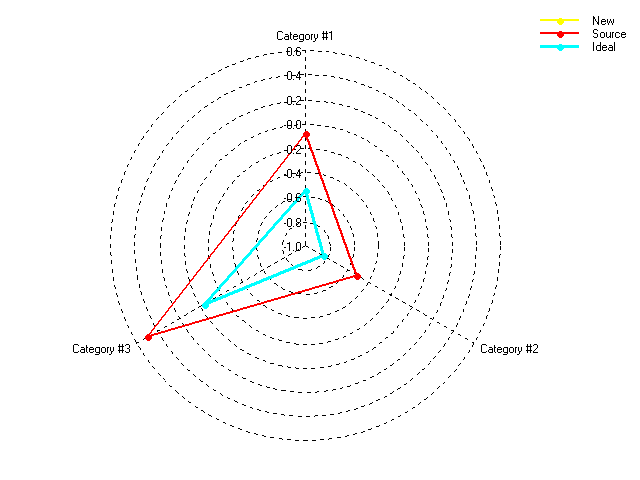 New
Category #1
Source
Ideal
0.6
0.4
0.2
0.0
-0.2
-0.4
-0.6
-0.8
-1.0
Category #3
Category #2